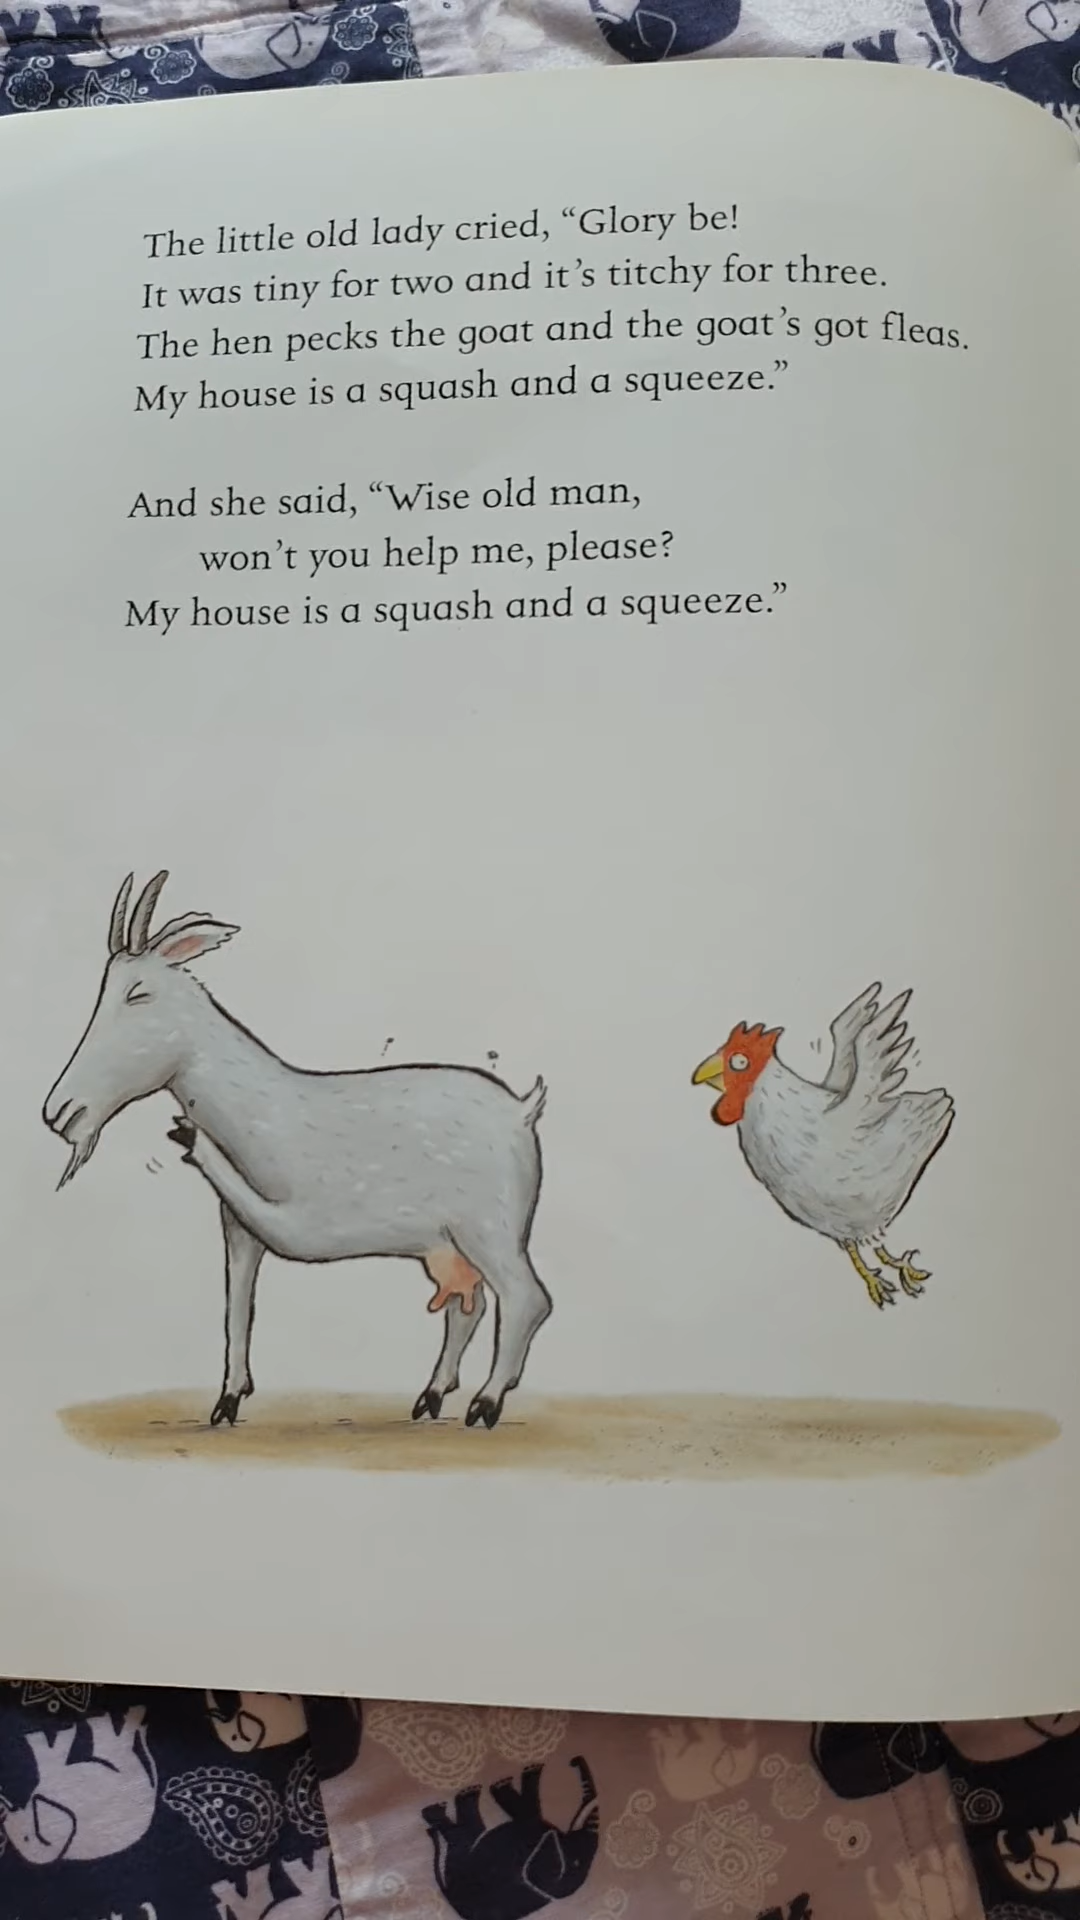 The little old lady cried, “Glory be!
It was tiny for two and it’s titchy for three.
The hen pecks the goat and the goat’s got fleas.
My house is a squash and a squeeze.”
And she said, “Wise old man,
won’t you help me, please?
My house is a squash and a squeeze.”